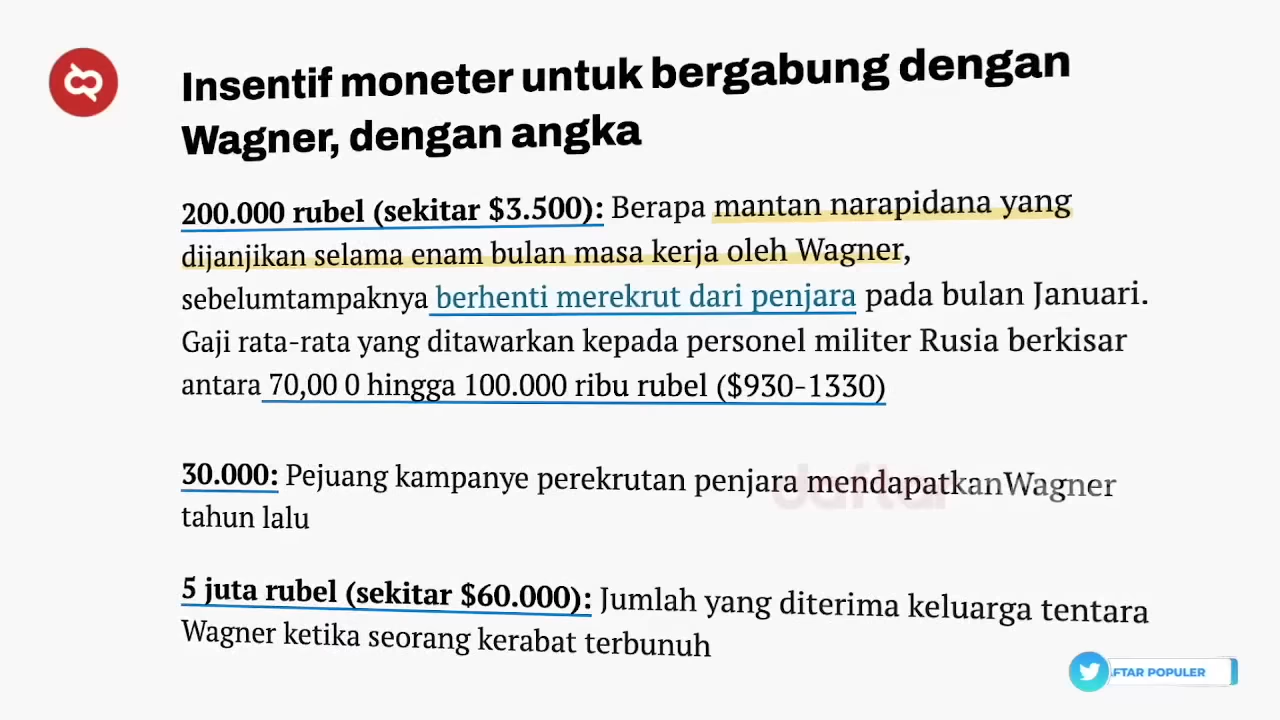 Insentif moneter untuk bergabung dengan
Wagner, dengan angka
200.000 rubel (sekitar $3.500): Berapa mantan narapidana yang
dijanjikan selama enam bulan masa kerja oleh Wagner,
sebelumtampaknya berhenti merekrut dari penjara pada bulan Januari.
Gaji rata-rata yang ditawarkan kepada personel militer Rusia berkisar
antara 70,00 0 hingga 100.000 ribu rubel ($930-1330)
30.000: Pejuang kampanye perekrutan penjara mendapatkanWagner
tahun lalu
daftar
5 juta rubel (sekitar $60.000): Jumlah yang diterima keluarga tentara
Wagner ketika seorang kerabat terbunuh
AFTAR POPULER